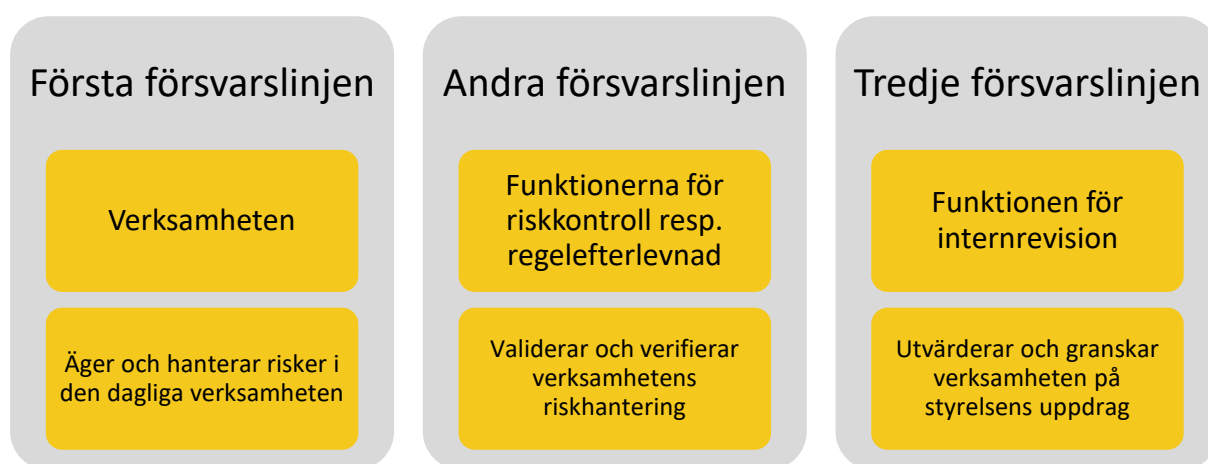 Första försvarslinjen
Verksamheten
Äger och hanterar risker i
den dagliga verksamheten
Andra försvarslinjen
Funktionerna för
riskkontroll resp.
regelefterlevnad
Validerar och verifierar
verksamhetens
riskhantering
Tredje försvarslinjen
Funktionen för
internrevision
Utvärderar och granskar
verksamheten på
styrelsens uppdrag